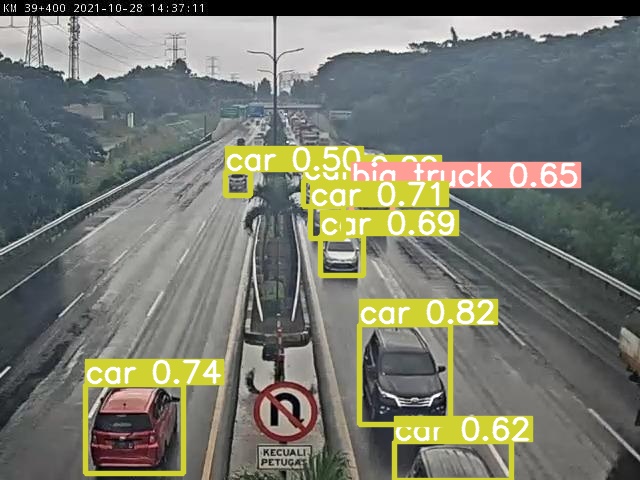 KM 39+400 2021-10-28 14:37:11
car 0.50
big truck 0.65
car 0.71
car 0.69
car 0.82
car 0.74
car 0.62
KECUALI
PETUGAS